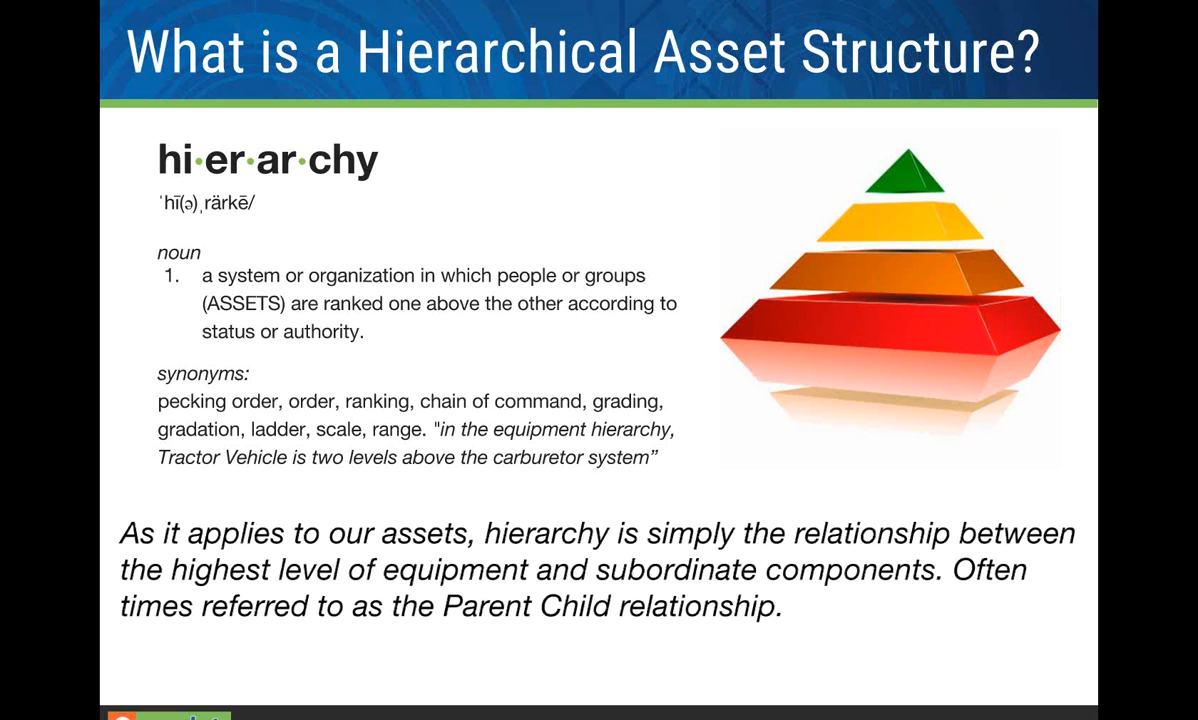 What is a Hierarchical Asset Structure?
hi·er·ar·chy
ˈhī(ə)ˌrärkē/
noun
1. a system or organization in which people or groups
(ASSETS) are ranked one above the other according to
status or authority.
synonyms:
pecking order, order, ranking, chain of command, grading,
gradation, ladder, scale, range. "in the equipment hierarchy,
Tractor Vehicle is two levels above the carburetor system”
As it applies to our assets, hierarchy is simply the relationship between
the highest level of equipment and subordinate components. Often
times referred to as the Parent Child relationship.